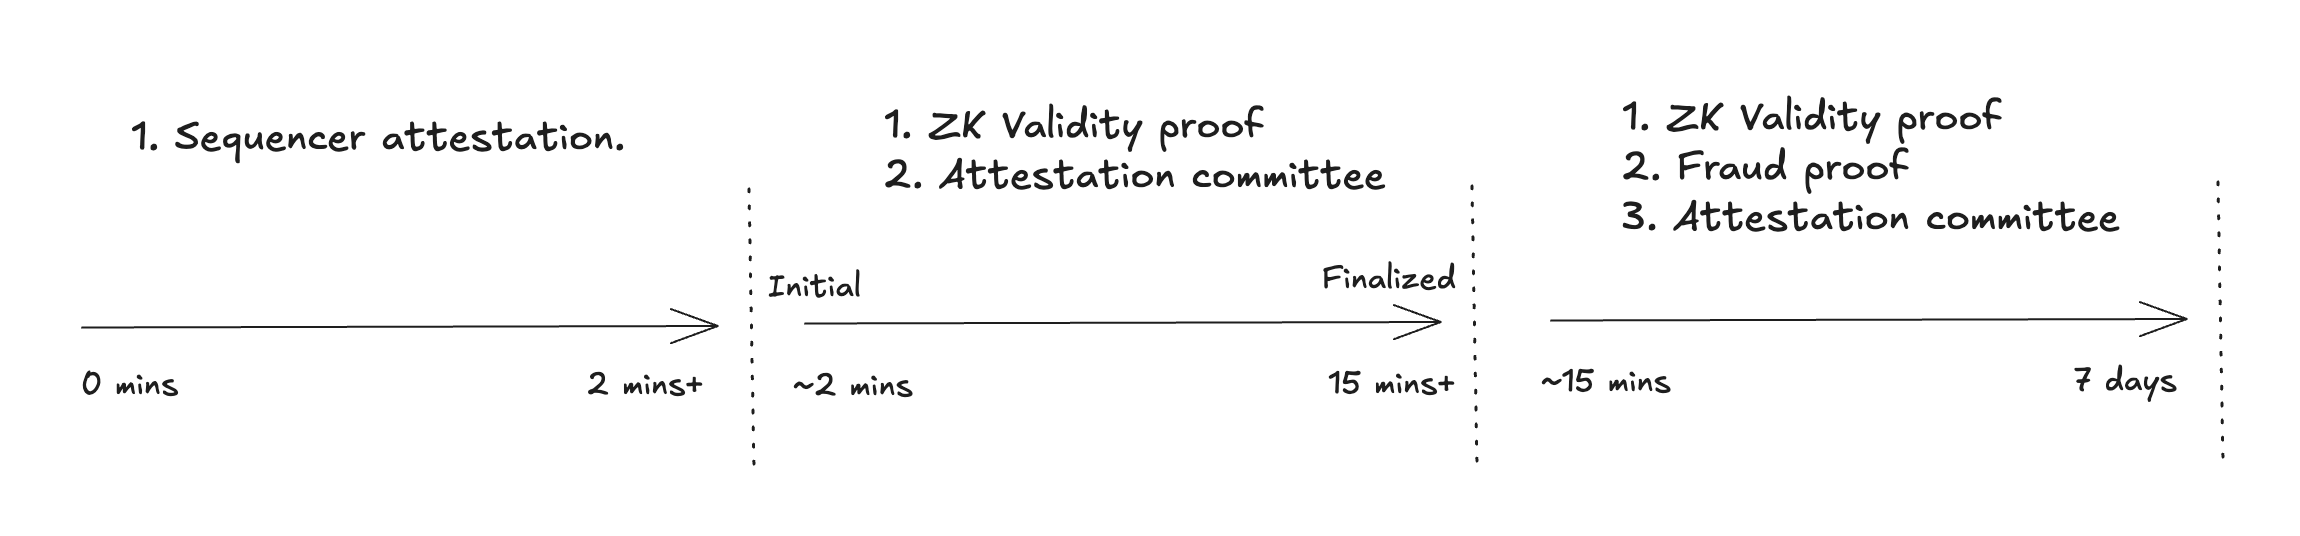 1. Sequencer attestation.
0 mins
2 mins+
1. ZK Validity proof
2. Attestation committee
Initial
Finalized
~2 mins
15 mins+
1. ZK Validity proof
2. Fraud proof
3. Attestation committee
~15 mins
7 days